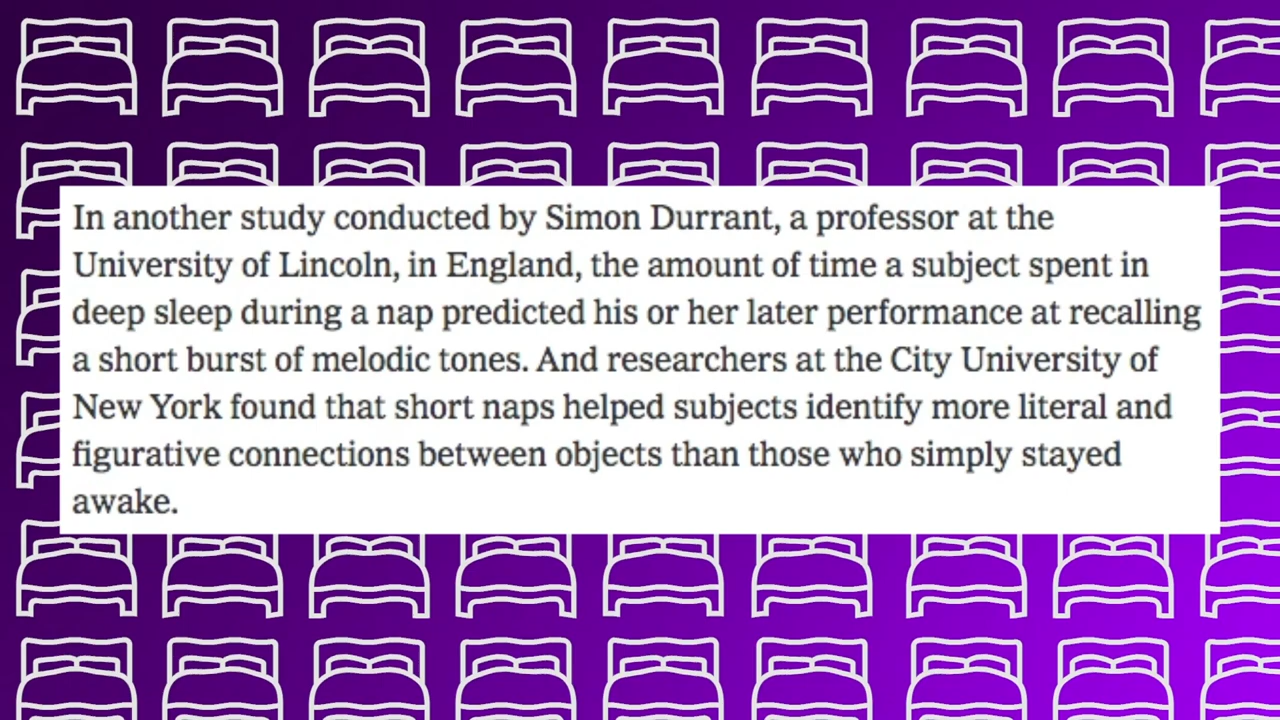 In another study conducted by Simon Durrant, a professor at the
University of Lincoln, in England, the amount of time a subject spent in
deep sleep during a nap predicted his or her later performance at recalling
a short burst of melodic tones. And researchers at the City University of
New York found that short naps helped subjects identify more literal and
figurative connections between objects than those who simply stayed
awake.